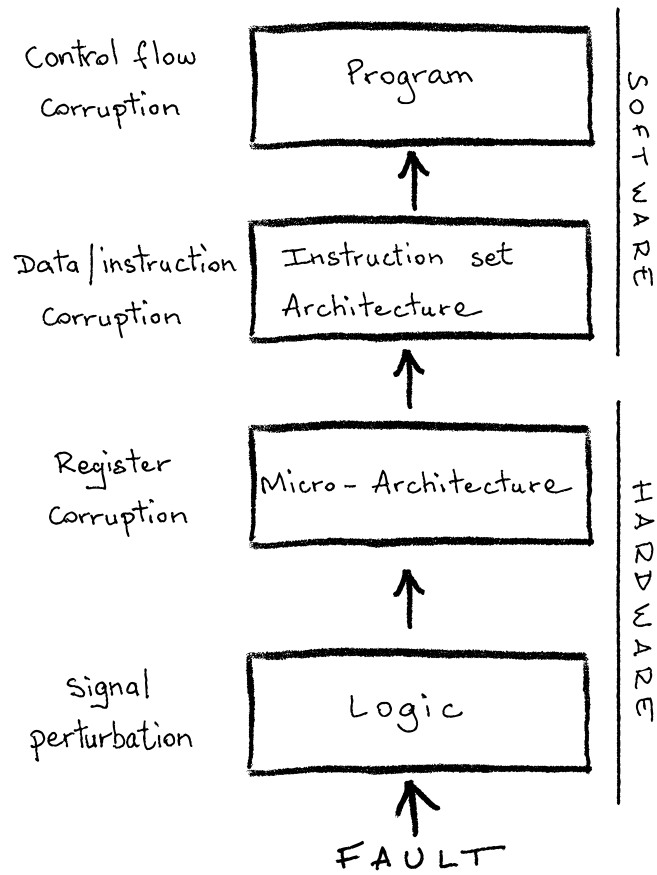 Control flow
Corruption
Program
Data/instruction
Corruption
Instruction set
Architecture
Register
Corruption
Micro-Architecture
Signal
perturbation
Logic
FAULT
SOFTWARE
HARDWARE